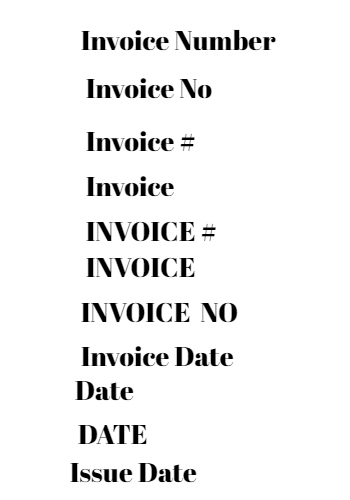 Invoice Number
Invoice No
Invoice #
Invoice
INVOICE #
INVOICE
INVOICE NO
Invoice Date
Date
DATE
Issue Date